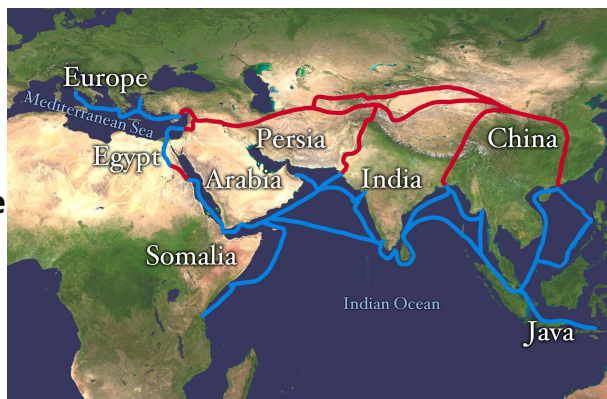 Europe
Mediterranean Sea
Egypt
Persia
China
Arabia
India
e
Somalia
Indian Ocean
Java